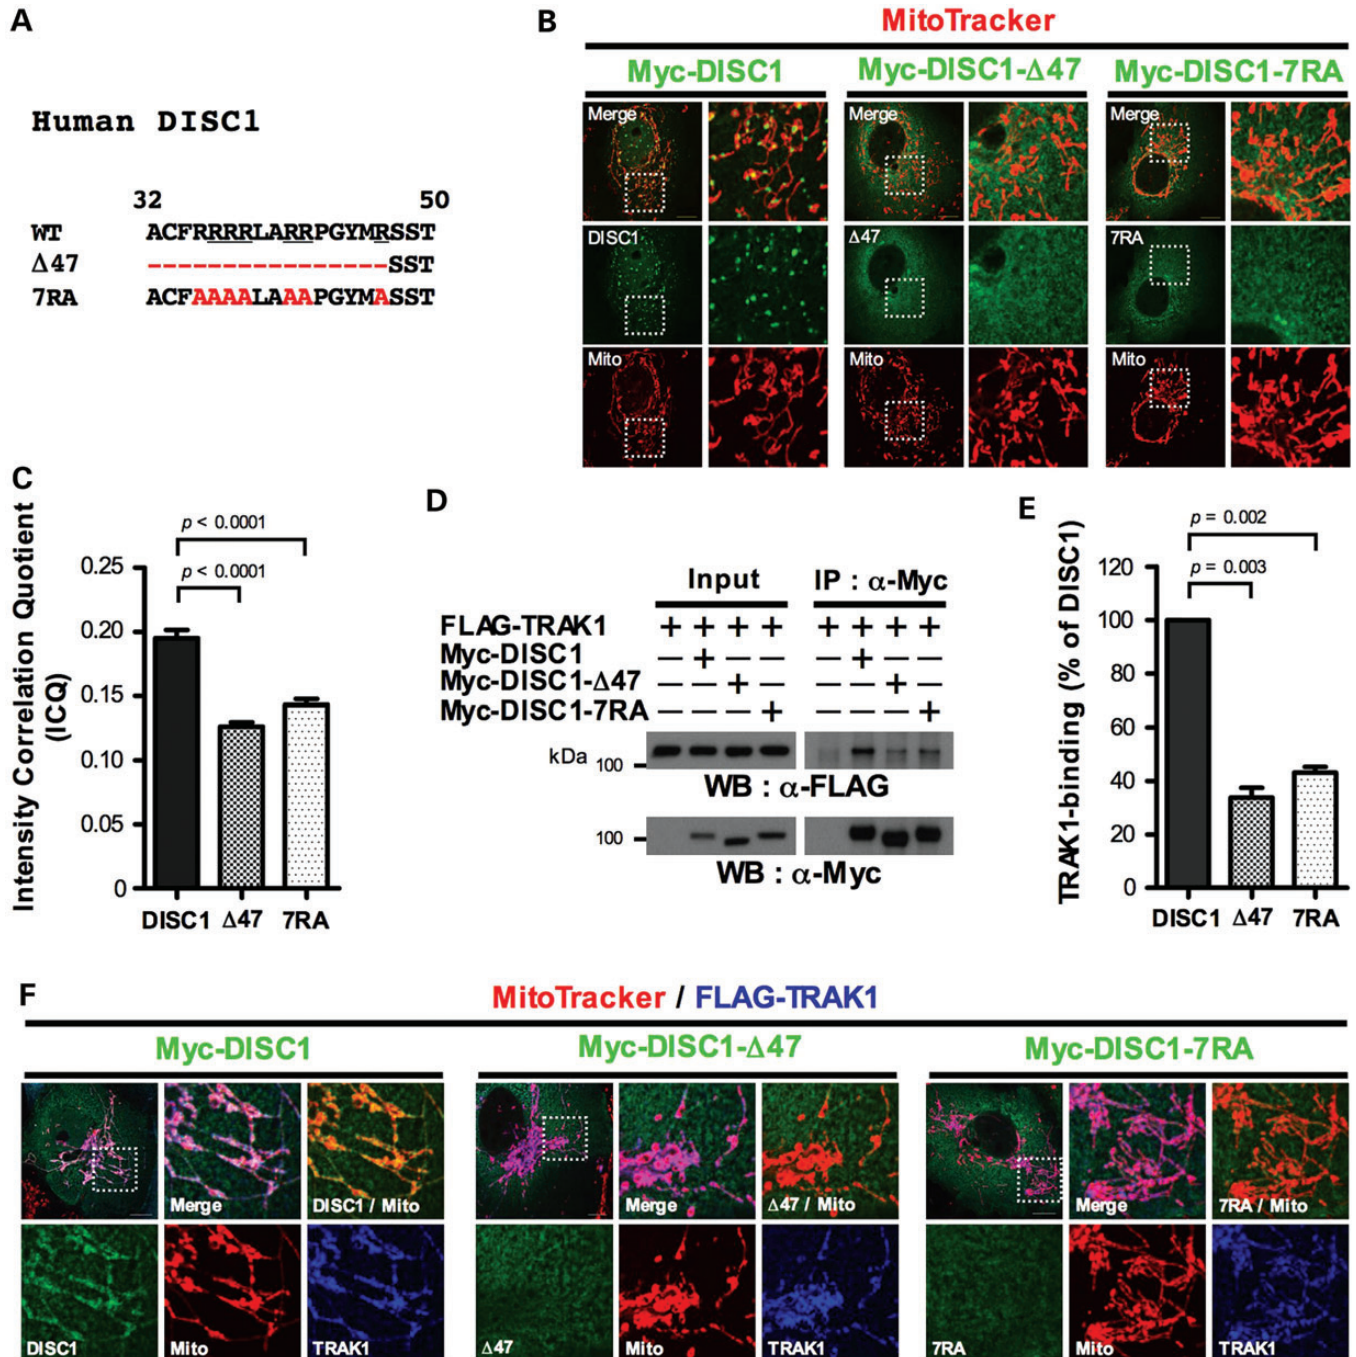 A
Human DISC1
32 50
WT ACFRRRRLARRPGYMRSST
Δ47 ----------------SST
7RA ACFAAAALAAAPGYMASST
B
MitoTracker
Myc-DISC1 Myc-DISC1-Δ47 Myc-DISC1-7RA
Merge Merge Merge
DISC1 Δ47 7RA
Mito Mito Mito
C
Intensity Correlation Quotient
(ICQ)
p < 0.0001
p < 0.0001
0.25
0.20
0.15
0.10
0.05
0
DISC1 Δ47 7RA
D
Input IP : α-Myc
FLAG-TRAK1 + + + + + + + +
Myc-DISC1 — + — — — + — —
Myc-DISC1-Δ47 — — + — — — + —
Myc-DISC1-7RA — — — + — — — +
kDa 100
WB : α-FLAG
100
WB : α-Myc
E
TRAK1-binding (% of DISC1)
p = 0.002
p = 0.003
120
100
80
60
40
20
0
DISC1 Δ47 7RA
F
MitoTracker / FLAG-TRAK1
Myc-DISC1 Myc-DISC1-Δ47 Myc-DISC1-7RA
Merge DISC1 / Mito Merge Δ47 / Mito Merge 7RA / Mito
DISC1 Mito TRAK1 Δ47 Mito TRAK1 7RA Mito TRAK1